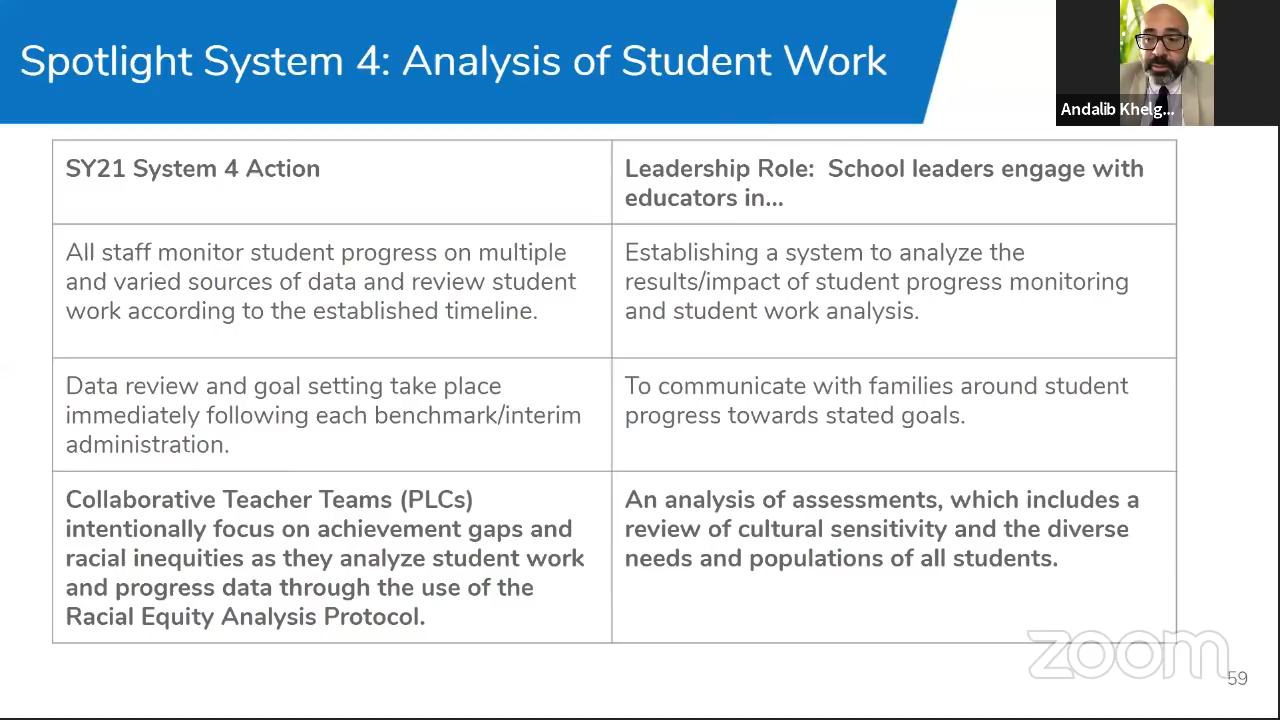 Spotlight System 4: Analysis of Student Work
Andalib Khelg...
SY21 System 4 Action
Leadership Role:  School leaders engage with
educators in...
All staff monitor student progress on multiple
and varied sources of data and review student
work according to the established timeline.
Establishing a system to analyze the
results/impact of student progress monitoring
and student work analysis.
Data review and goal setting take place
immediately following each benchmark/interim
administration.
To communicate with families around student
progress towards stated goals.
Collaborative Teacher Teams (PLCs)
intentionally focus on achievement gaps and
racial inequities as they analyze student work
and progress data through the use of the
Racial Equity Analysis Protocol.
An analysis of assessments, which includes a
review of cultural sensitivity and the diverse
needs and populations of all students.
zoom
59